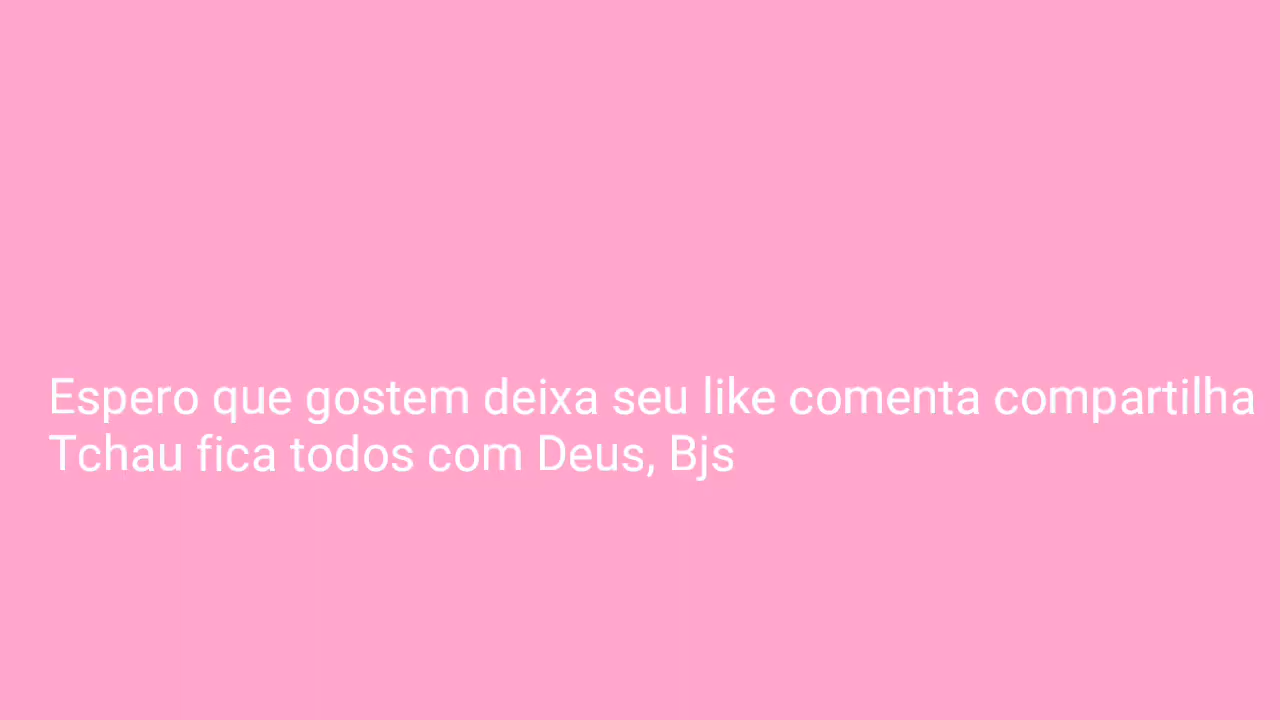 Espero que gostem deixa seu like comenta compartilha
Tchau fica todos com Deus, Bjs